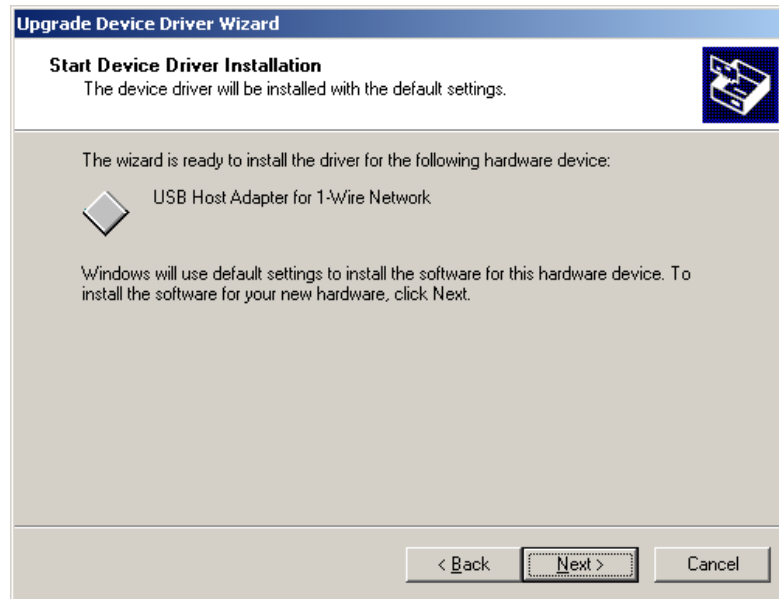 Upgrade Device Driver Wizard
Start Device Driver Installation
The device driver will be installed with the default settings.
The wizard is ready to install the driver for the following hardware device:
USB Host Adapter for 1-Wire Network
Windows will use default settings to install the software for this hardware device. To
install the software for your new hardware, click Next.
< Back
Next >
Cancel